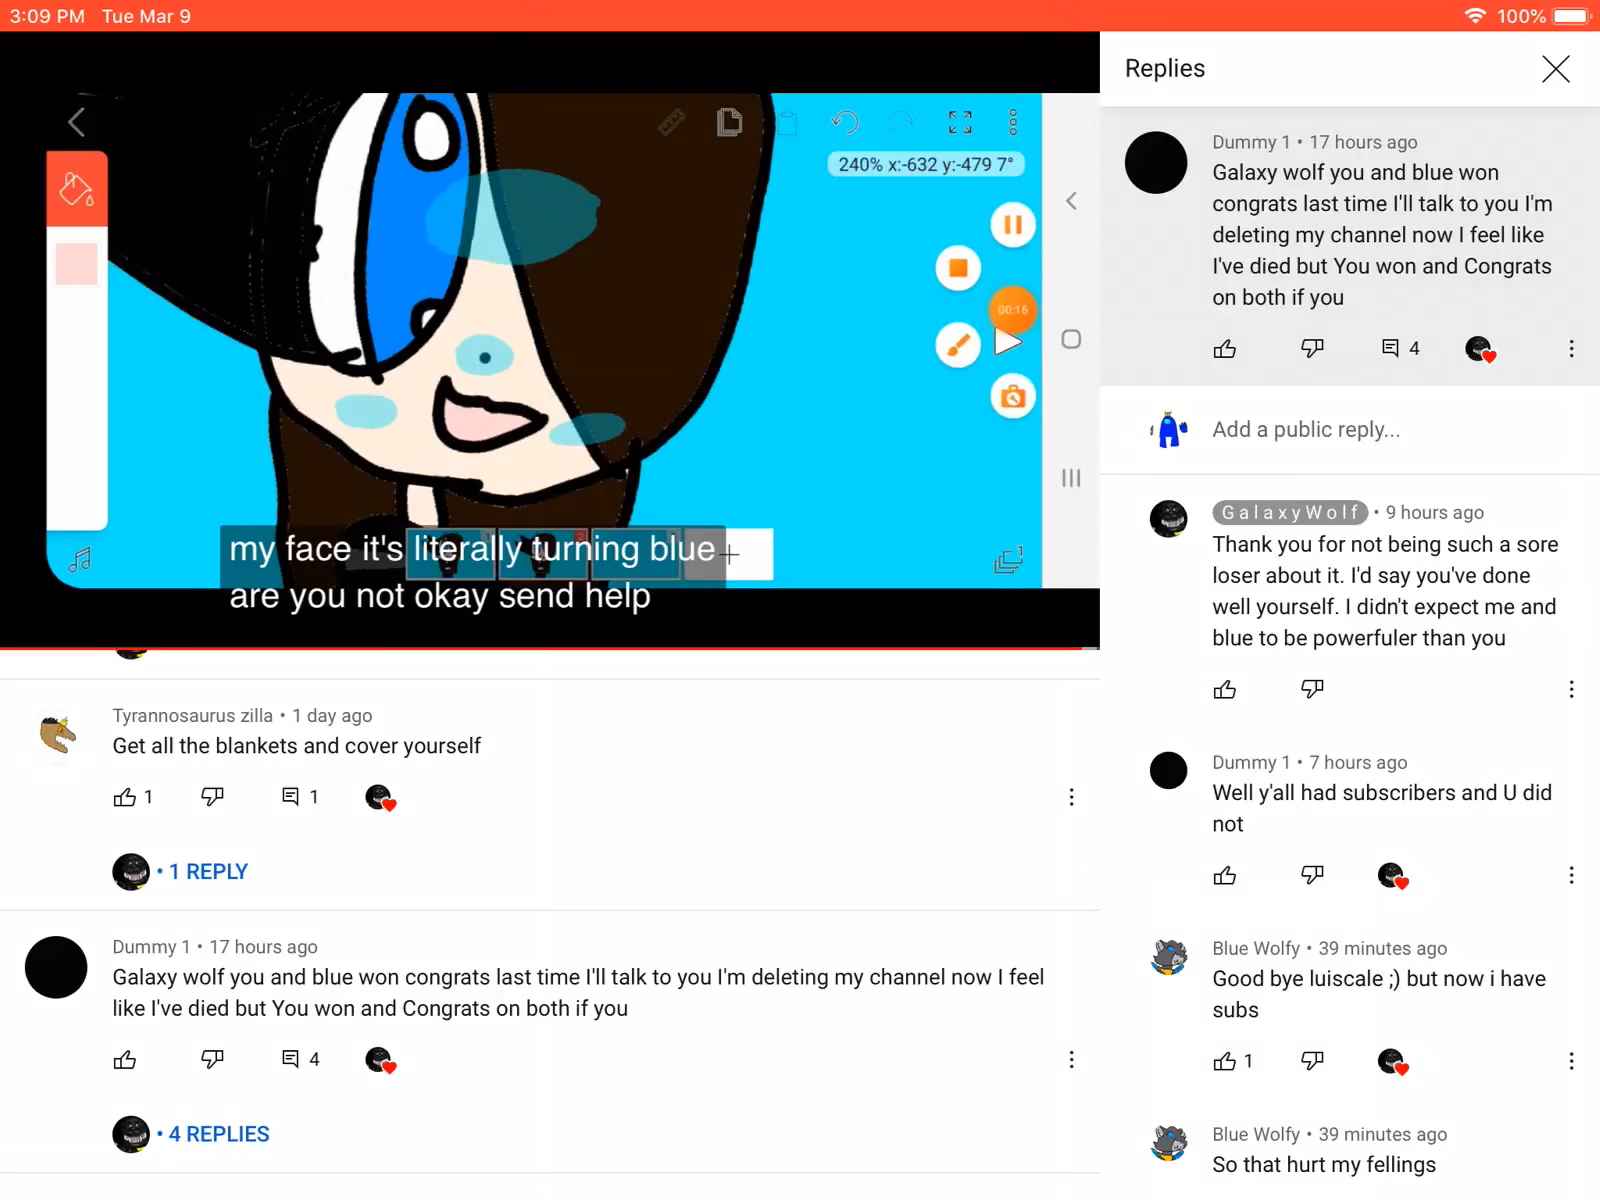 3:09 PM Tue Mar 9
100%
240% x:-632 y:-479 7°
00:16
1
my face it's literally turning blue
are you not okay send help
Tyrannosaurus zilla • 1 day ago
Get all the blankets and cover yourself
1
1
• 1 REPLY
Dummy 1 • 17 hours ago
Galaxy wolf you and blue won congrats last time I'll talk to you I'm deleting my channel now I feel
like I've died but You won and Congrats on both if you
4
• 4 REPLIES
Replies
Dummy 1 • 17 hours ago
Galaxy wolf you and blue won
congrats last time I'll talk to you I'm
deleting my channel now I feel like
I've died but You won and Congrats
on both if you
4
Add a public reply...
GalaxyWolf • 9 hours ago
Thank you for not being such a sore
loser about it. I'd say you've done
well yourself. I didn't expect me and
blue to be powerfuler than you
Dummy 1 • 7 hours ago
Well y'all had subscribers and U did
not
Blue Wolfy • 39 minutes ago
Good bye luiscale ;) but now i have
subs
1
Blue Wolfy • 39 minutes ago
So that hurt my fellings